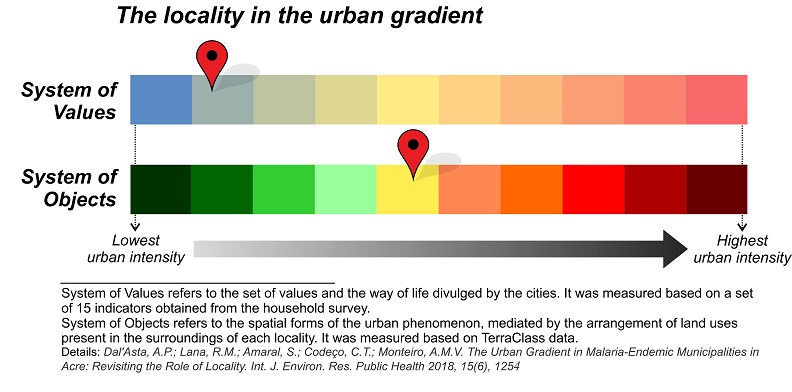 The locality in the urban gradient
System of
Values
System of
Objects
Lowest
urban intensity
Highest
urban intensity
System of Values refers to the set of values and the way of life divulged by the cities. It was measured based on a set
of 15 indicators obtained from the household survey.
System of Objects refers to the spatial forms of the urban phenomenon, mediated by the arrangement of land uses
present in the surroundings of each locality. It was measured based on TerraClass data.
Details: Dal'Asta, A.P.; Lana, R.M.; Amaral, S.; Codeço, C.T.; Monteiro, A.M.V. The Urban Gradient in Malaria-Endemic Municipalities in
Acre: Revisiting the Role of Locality. Int. J. Environ. Res. Public Health 2018, 15(6), 1254